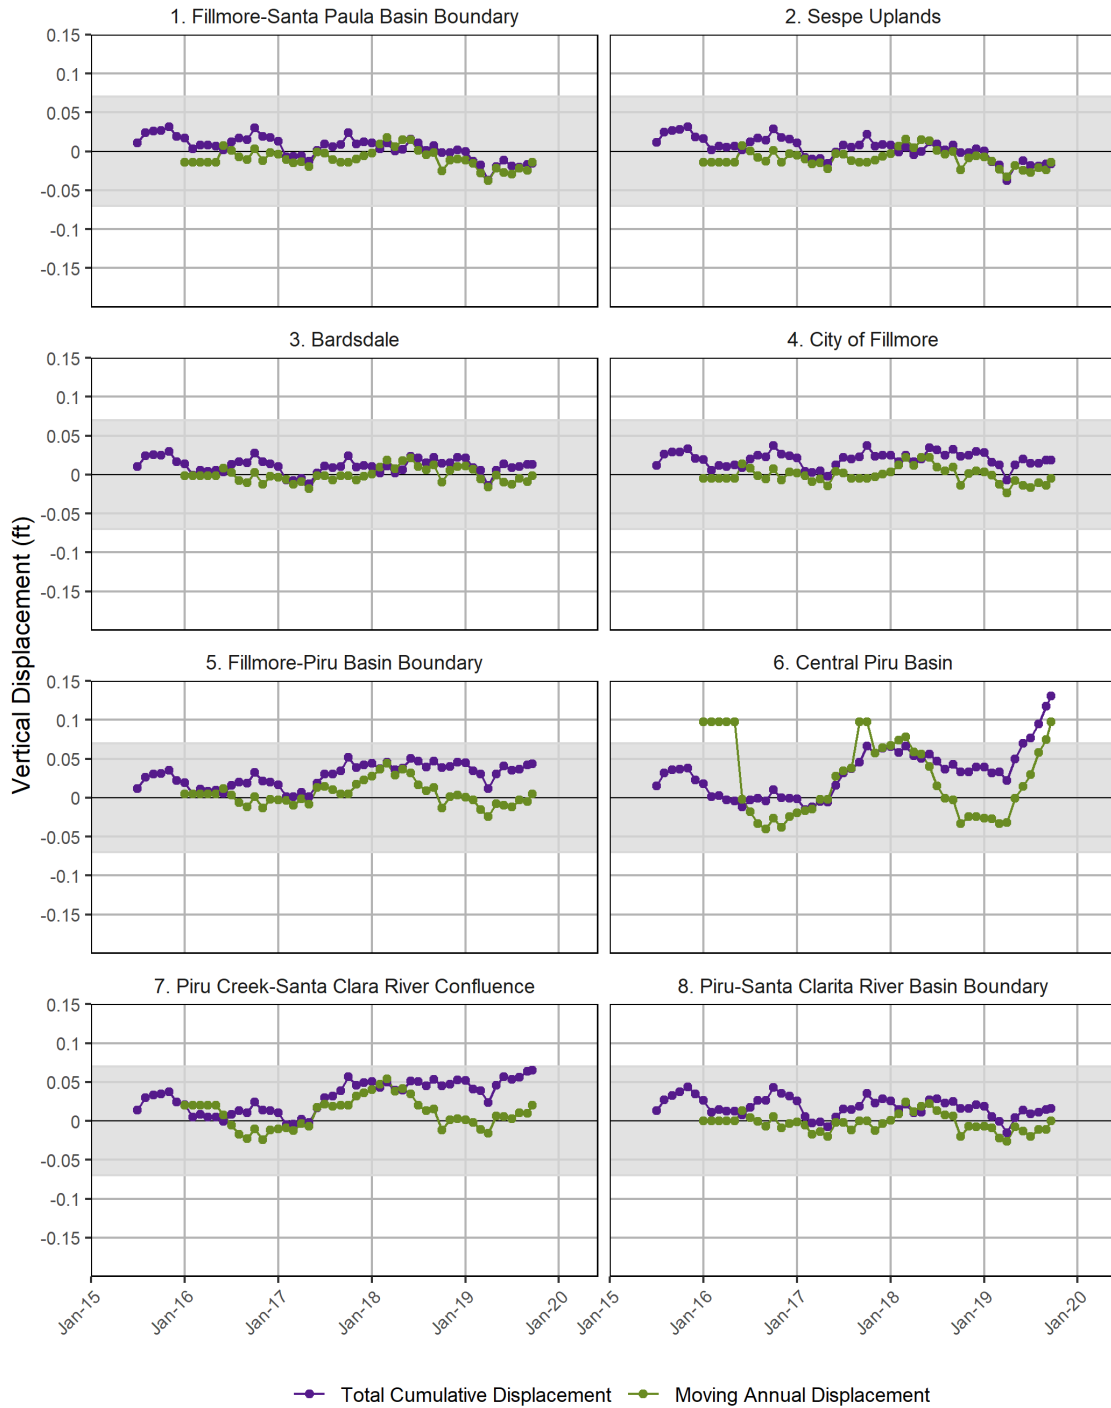 1. Fillmore-Santa Paula Basin Boundary
2. Sespe Uplands
0.15
0.1
0.05
0
-0.05
-0.1
-0.15
3. Bardsdale
4. City of Fillmore
0.15
0.1
0.05
0
-0.05
-0.1
-0.15
Vertical Displacement (ft)
5. Fillmore-Piru Basin Boundary
6. Central Piru Basin
0.15
0.1
0.05
0
-0.05
-0.1
-0.15
7. Piru Creek-Santa Clara River Confluence
8. Piru-Santa Clarita River Basin Boundary
0.15
0.1
0.05
0
-0.05
-0.1
-0.15
Jan-15 Jan-16 Jan-17 Jan-18 Jan-19 Jan-20 Jan-15 Jan-16 Jan-17 Jan-18 Jan-19 Jan-20
Total Cumulative Displacement Moving Annual Displacement